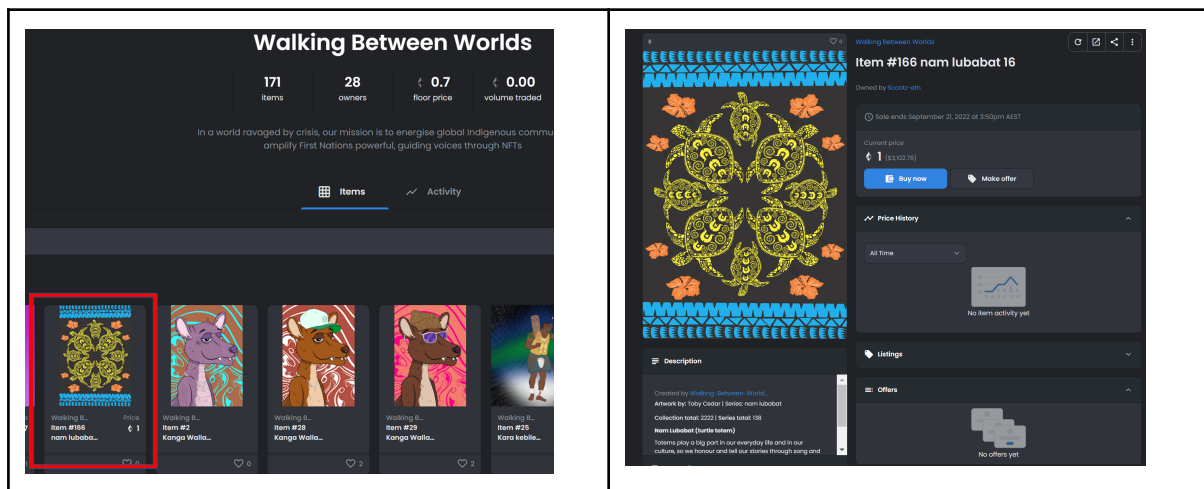 Walking Between Worlds
171
items
28
owners
0.7
floor price
0.00
volume traded
In a world ravaged by crisis, our mission is to energise global Indigenous commu
amplify First Nations powerful, guiding voices through NFTs
Items
Activity
Walking B...
Price
Item #166
1
nam lubaba...
0
Walking B...
Item #2
Kanga Walla...
0
Walking B...
Item #28
Kanga Walla...
2
Walking B...
Item #29
Kanga Walla...
2
Walking B...
Item #25
Kara kebile...
0
Walking Between Worlds
Item #166 nam lubabat 16
Owned by Scootz-eth
Sale ends September 21, 2022 at 3:50pm AEST
Current price
1 ($3,102.76)
Buy now
Make offer
Price History
All Time
No item activity yet
Listings
Offers
No offers yet
Description
Created by Walking-Between-World...
Artwork by: Toby Cedar | Series: nam lubabat
Collection total: 2222 | Series total: 138
Nam Lubabat (turtle totem)
Totems play a big part in our everyday life and in our
culture, so we honour and tell our stories through song and